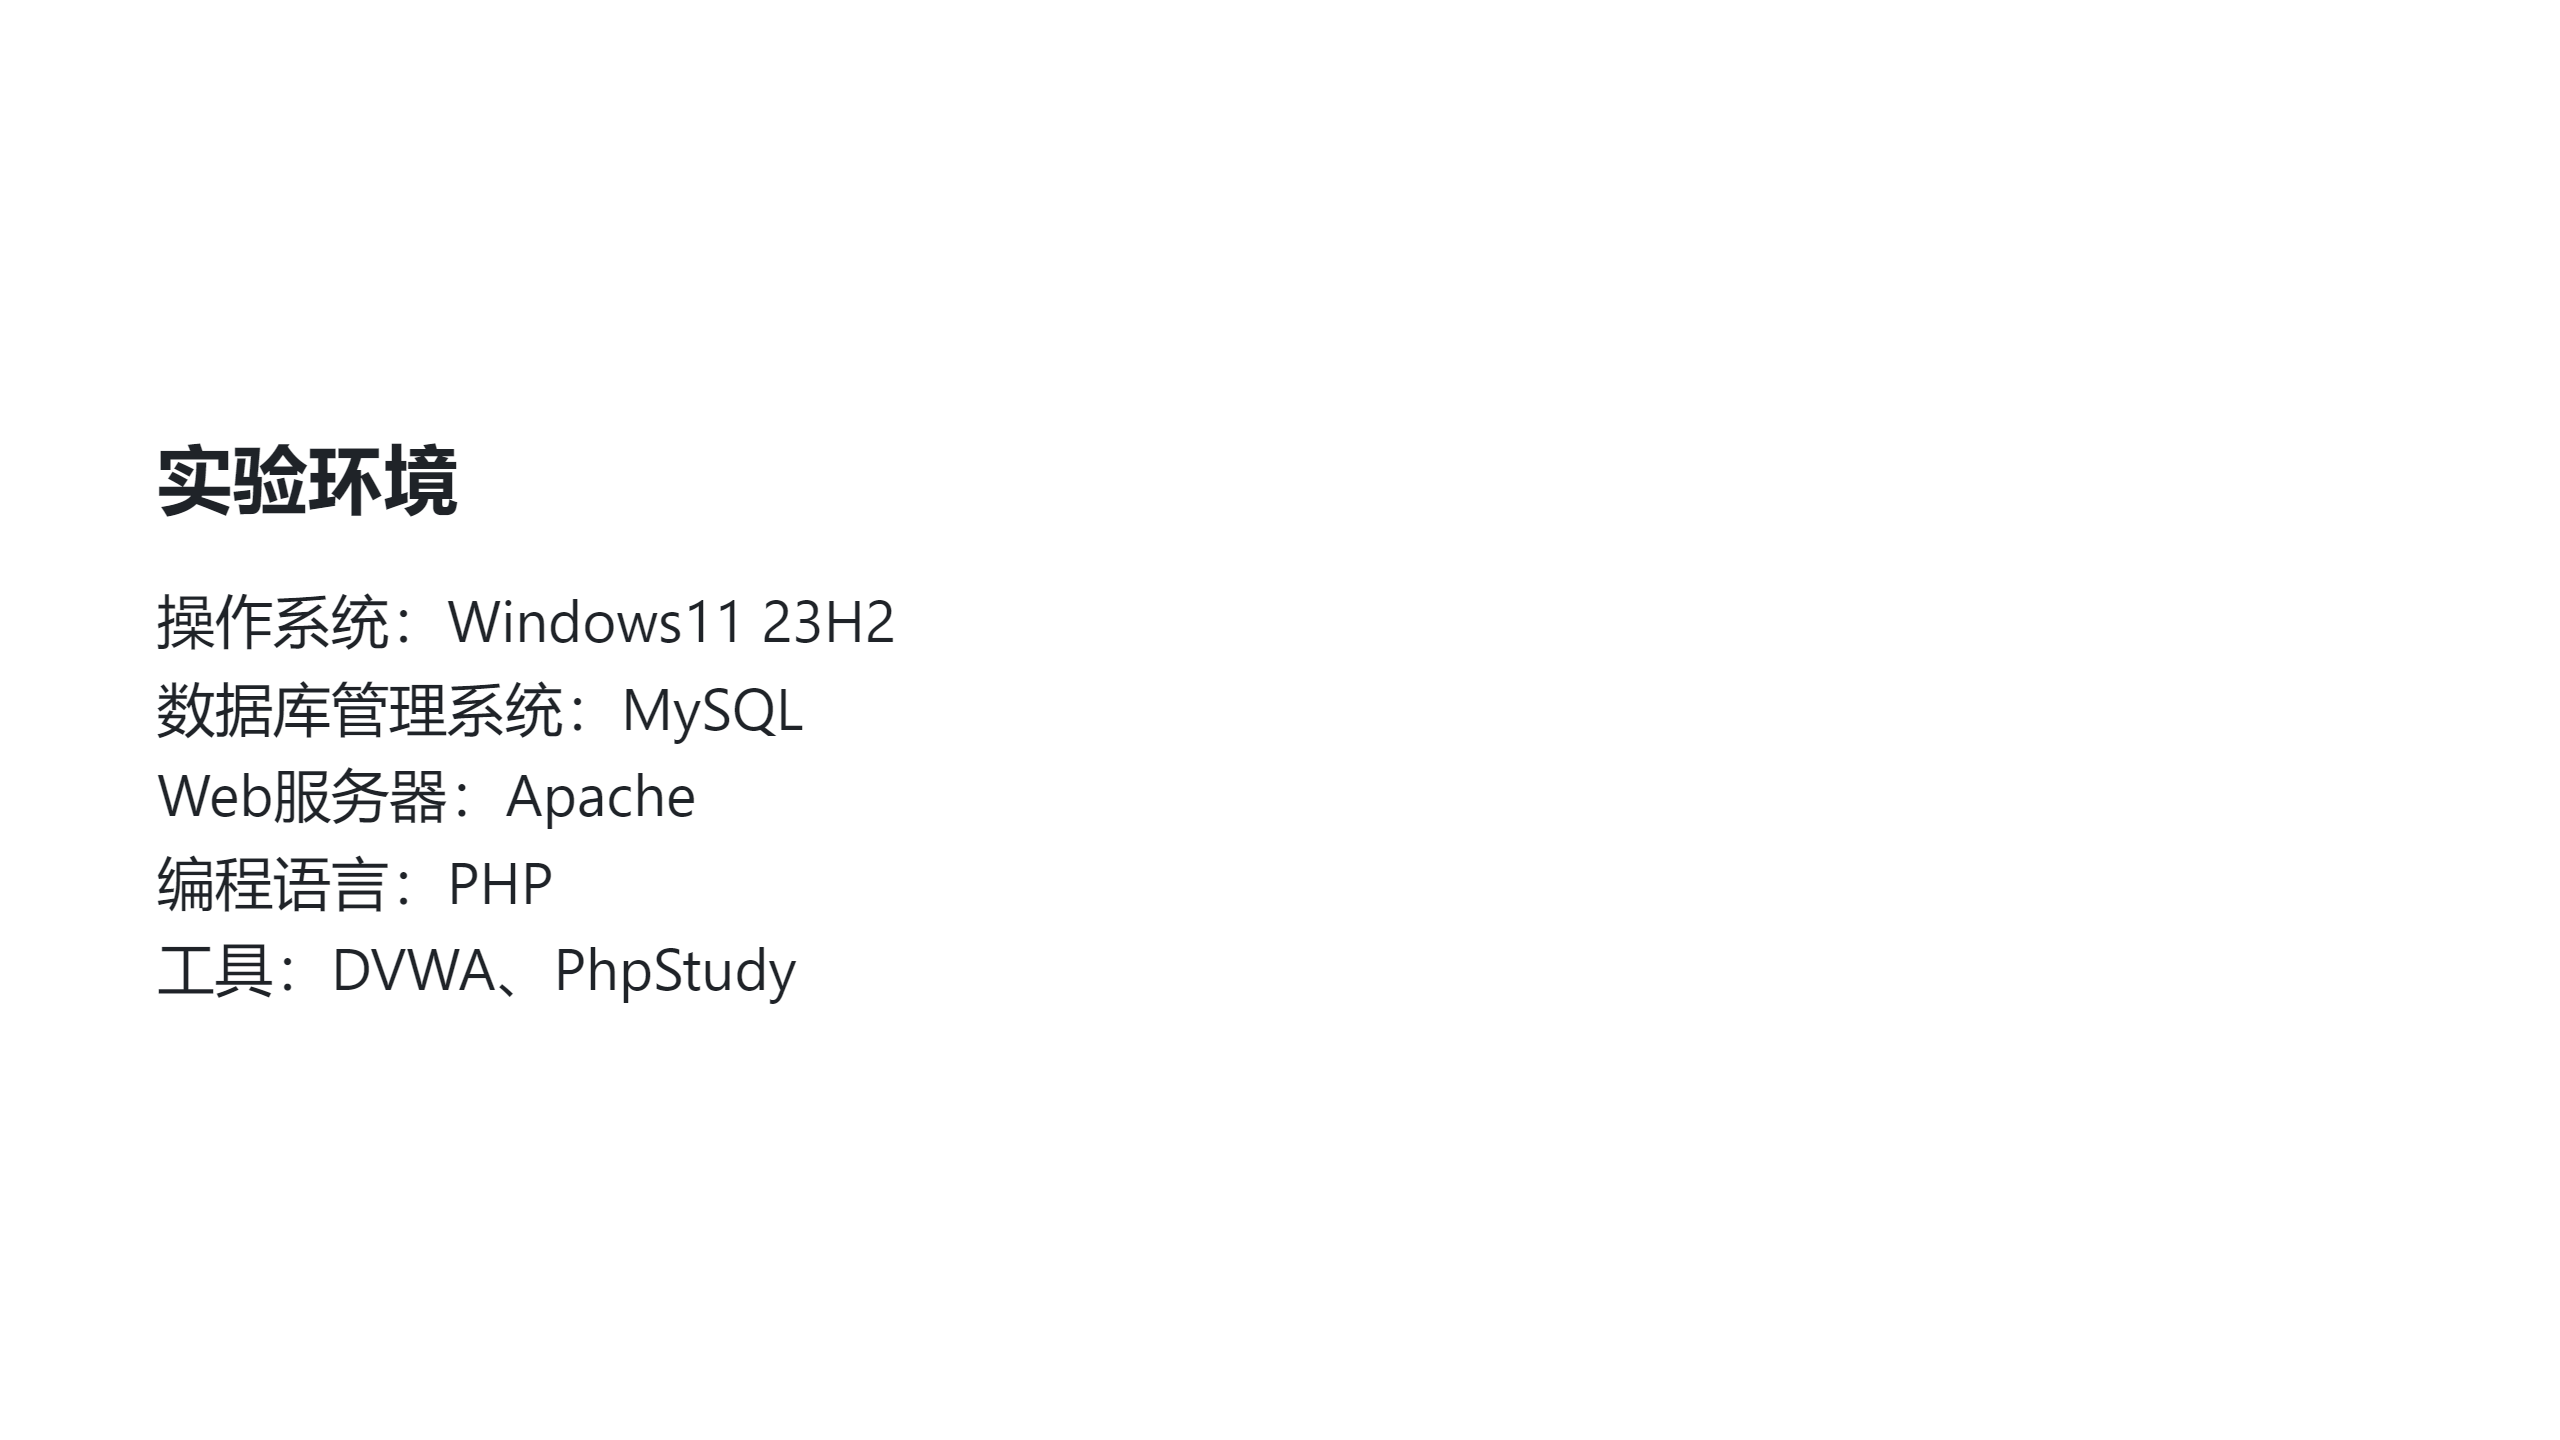 实验环境
操作系统：Windows11 23H2
数据库管理系统：MySQL
Web服务器：Apache
编程语言：PHP
工具：DVWA、PhpStudy